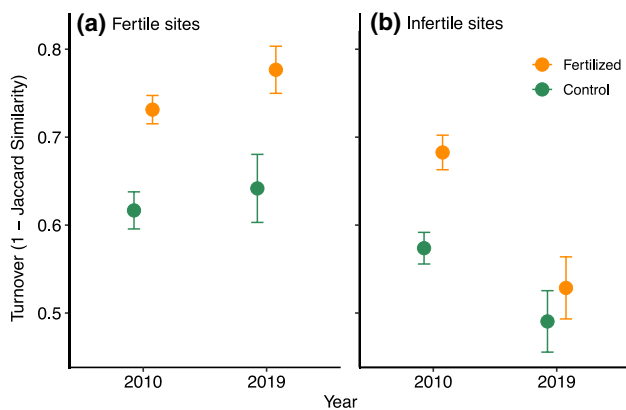 (a) Fertile sites
(b) Infertile sites
Fertilized
Control
Turnover (1 − Jaccard Similarity)
0.8
0.7
0.6
0.5
2010
2019
2010
2019
Year